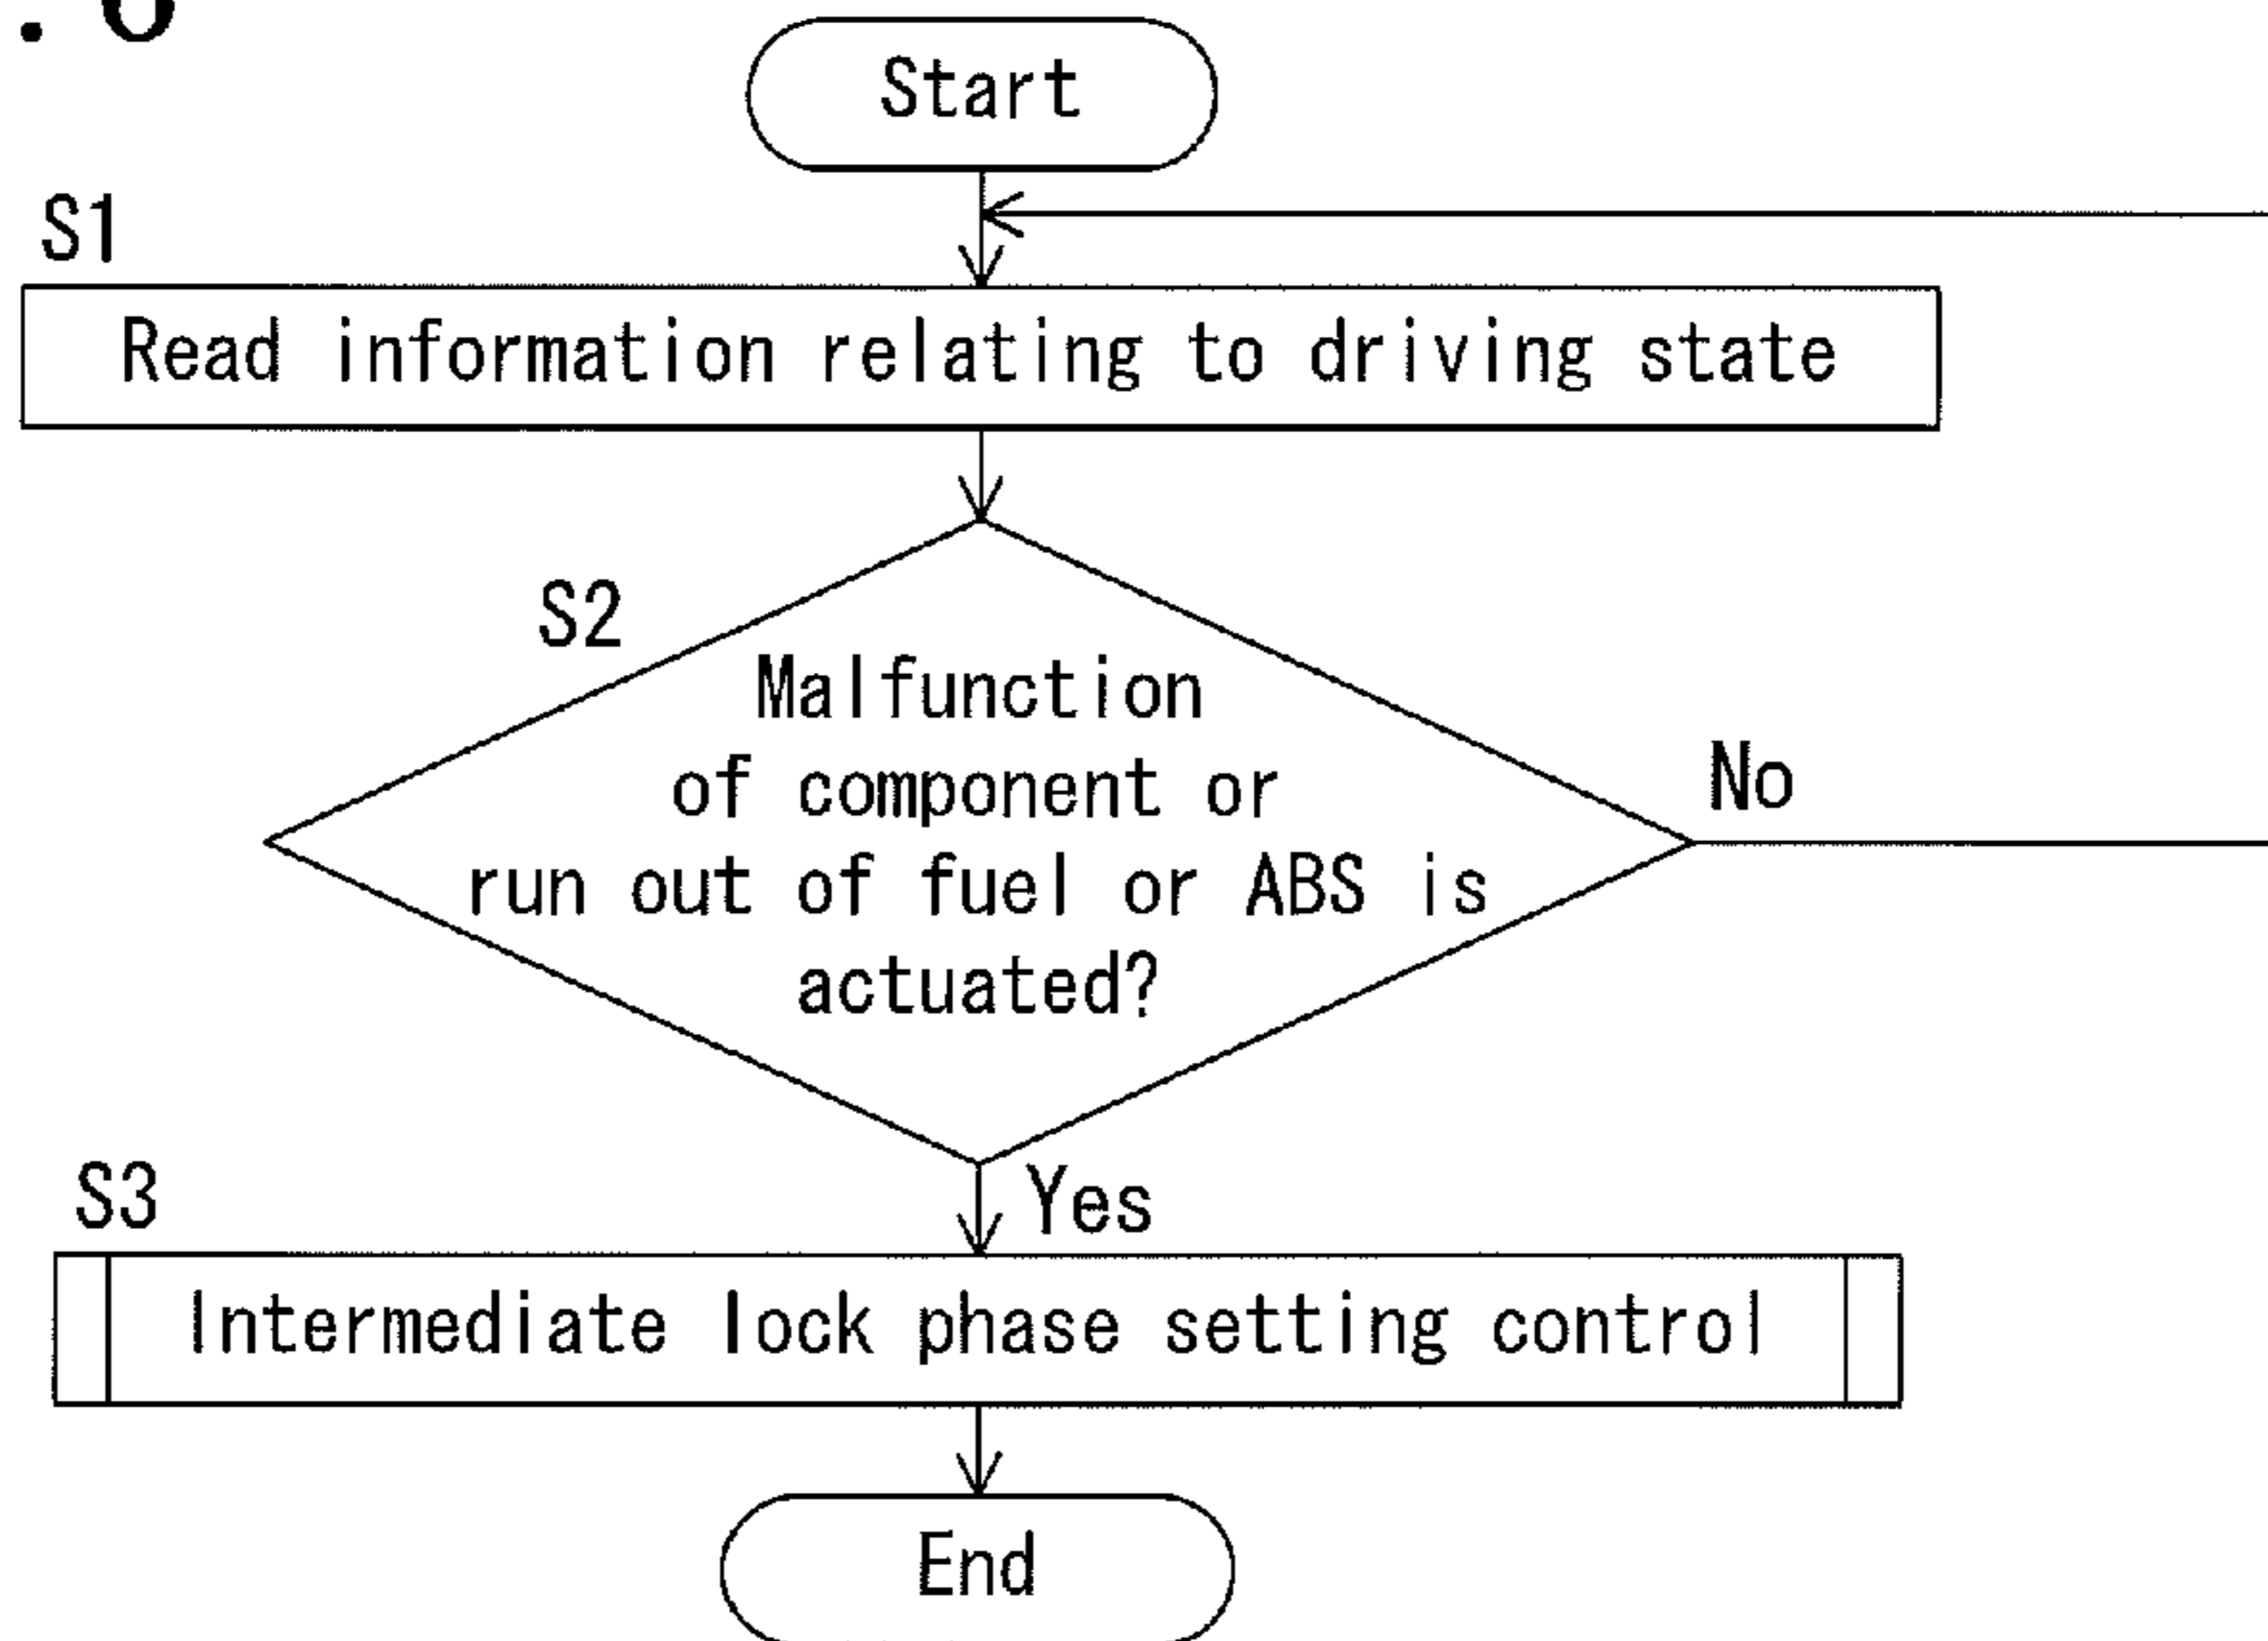 Start
S1
Read information relating to driving state
S2
Malfunction
of component or
run out of fuel or ABS is
actuated?
No
Yes
S3
Intermediate lock phase setting control
End